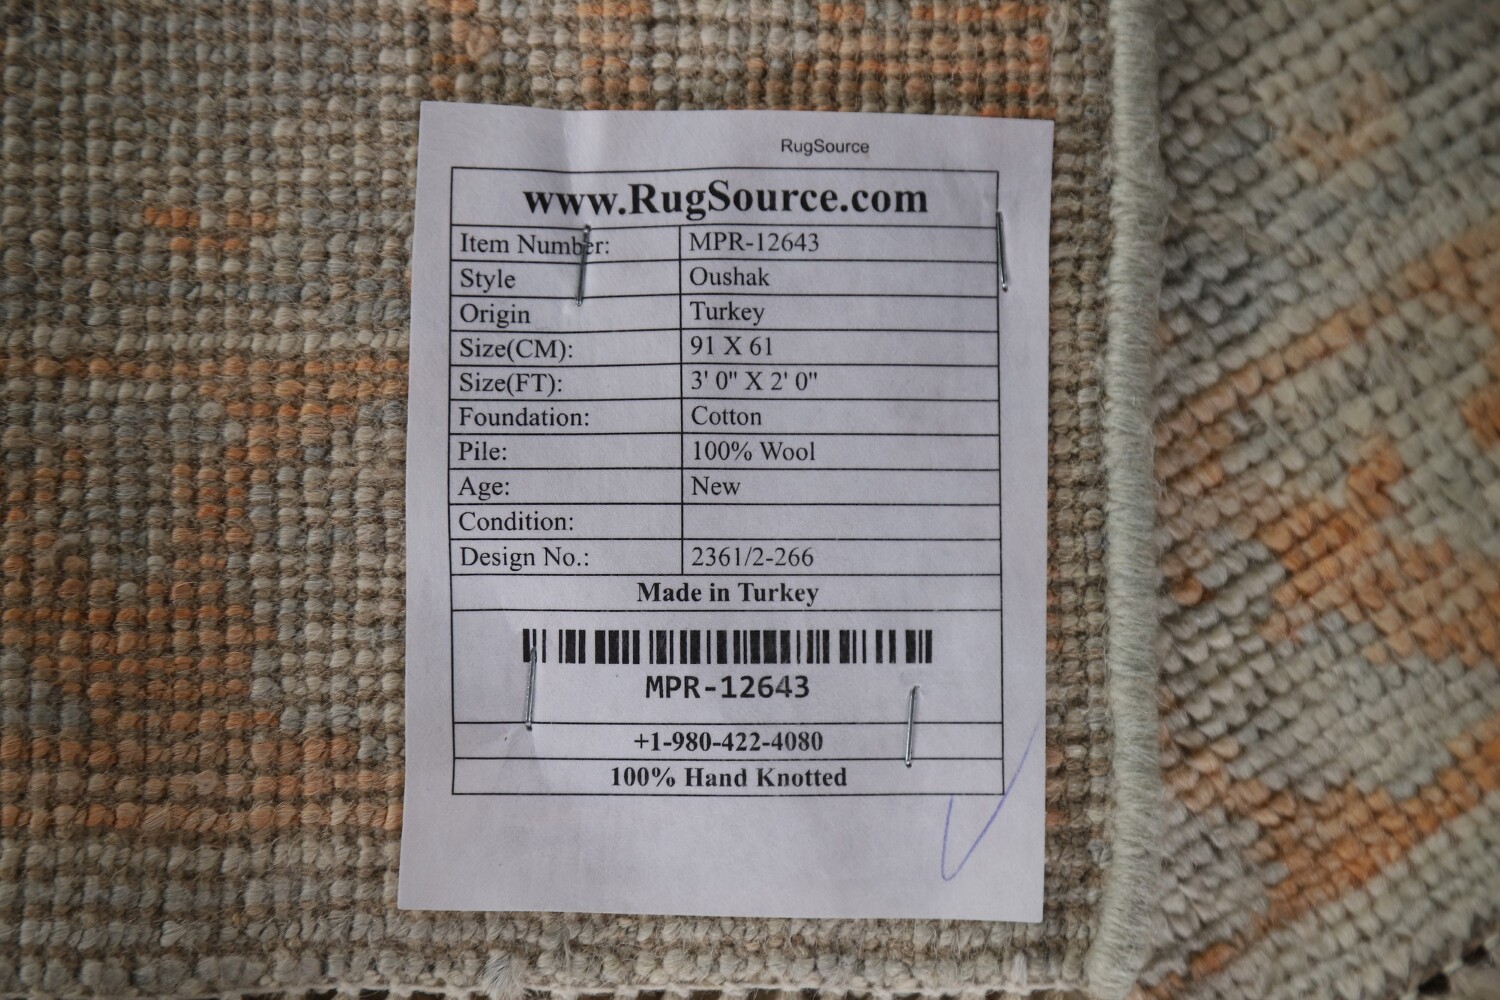 RugSource
www.RugSource.com
Item Number: MPR-12643
Style Oushak
Origin Turkey
Size(CM): 91 X 61
Size(FT): 3' 0" X 2' 0"
Foundation: Cotton
Pile: 100% Wool
Age: New
Condition:
Design No.: 2361/2-266
Made in Turkey
MPR-12643
+1-980-422-4080
100% Hand Knotted